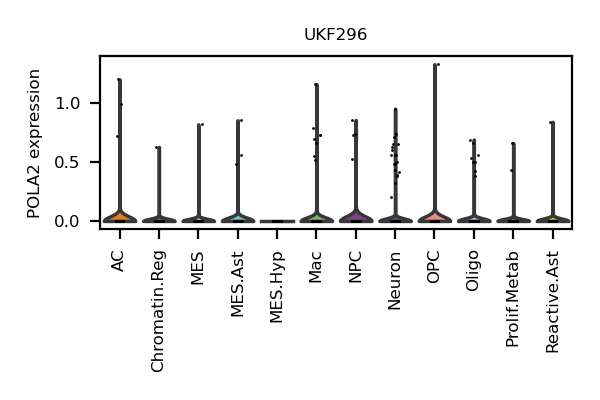 UKF296
POLA2 expression
1.0
0.5
0.0
AC
Chromatin.Reg
MES
MES.Ast
MES.Hyp
Mac
NPC
Neuron
OPC
Oligo
Prolif.Metab
Reactive.Ast